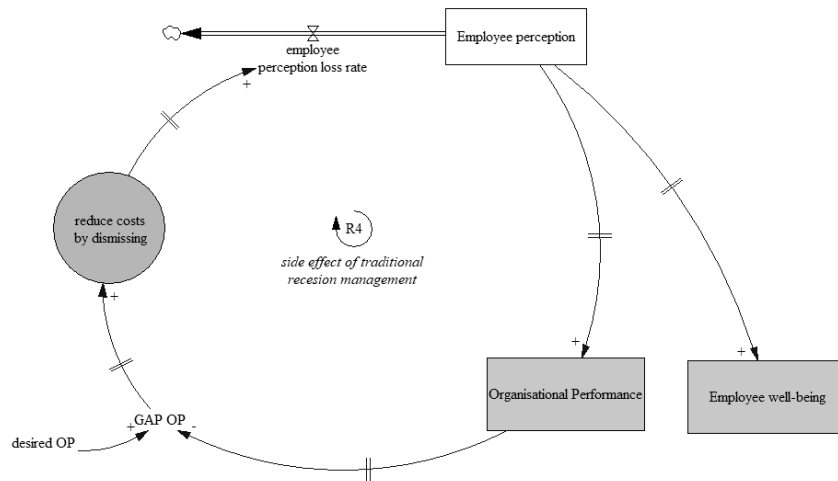 Employee perception
employee
perception loss rate
+
reduce costs
by dismissing
R4
side effect of traditional
recesion management
+
+
+
Organisational Performance
Employee well-being
GAP OP
+
-
desired OP